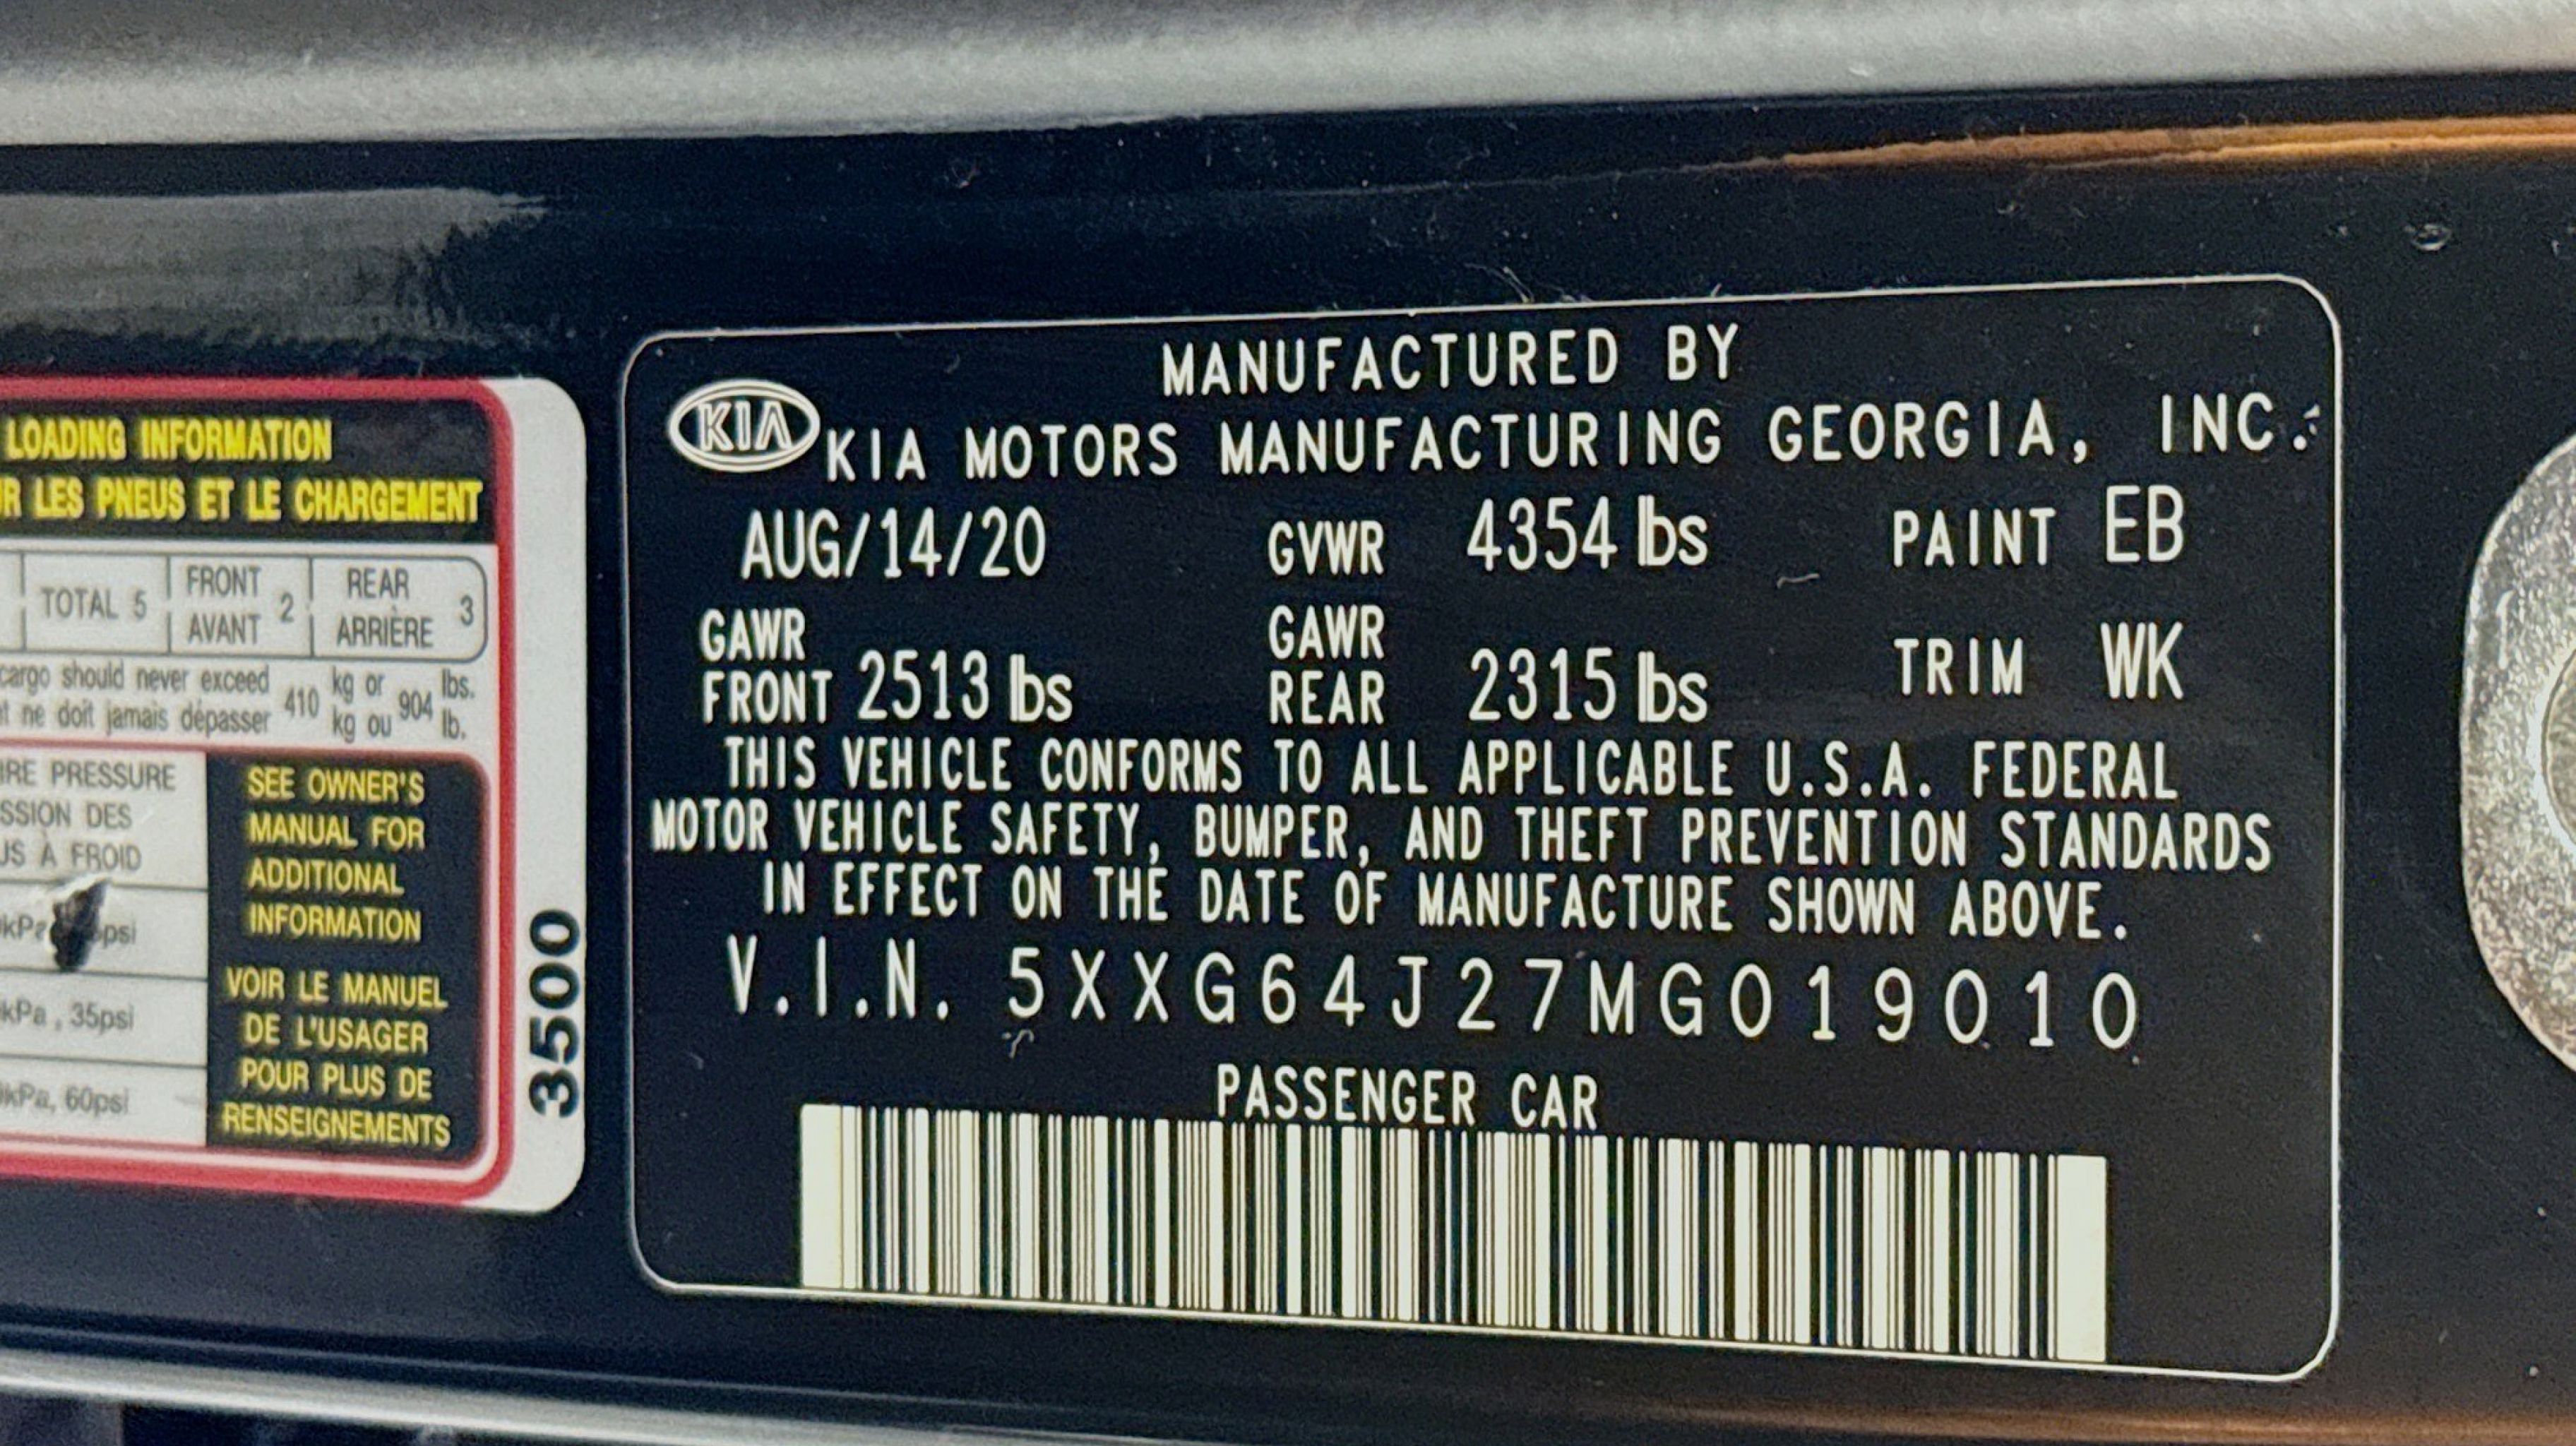 LOADING INFORMATION
LES PNEUS ET LE CHARGEMENT
TOTAL 5
FRONT 2
AVANT
REAR 3
ARRIÈRE
cargo should never exceed 410 kg or 904 lbs.
ne doit jamais dépasser kg ou lb.
PRESSURE
DES
À FROID
psi
kPa, 35psi
kPa, 60psi
SEE OWNER'S
MANUAL FOR
ADDITIONAL
INFORMATION
VOIR LE MANUEL
DE L'USAGER
POUR PLUS DE
RENSEIGNEMENTS
3500
MANUFACTURED BY
KIA KIA MOTORS MANUFACTURING GEORGIA, INC.
AUG/14/20 GVWR 4354 lbs PAINT EB
GAWR FRONT 2513 lbs GAWR REAR 2315 lbs TRIM WK
THIS VEHICLE CONFORMS TO ALL APPLICABLE U.S.A. FEDERAL
MOTOR VEHICLE SAFETY, BUMPER, AND THEFT PREVENTION STANDARDS
IN EFFECT ON THE DATE OF MANUFACTURE SHOWN ABOVE.
V.I.N. 5XXG64J27MG019010
PASSENGER CAR